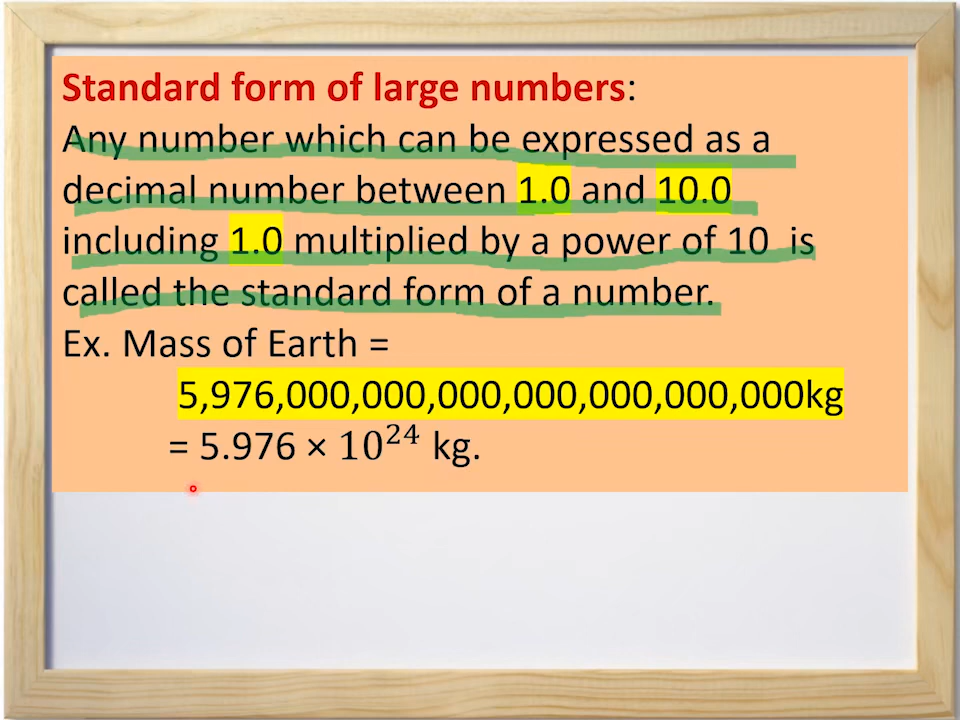 Standard form of large numbers:
Any number which can be expressed as a
decimal number between 1.0 and 10.0
including 1.0 multiplied by a power of 10 is
called the standard form of a number.
Ex. Mass of Earth =
5,976,000,000,000,000,000,000,000kg
= 5.976 × 10²⁴ kg.